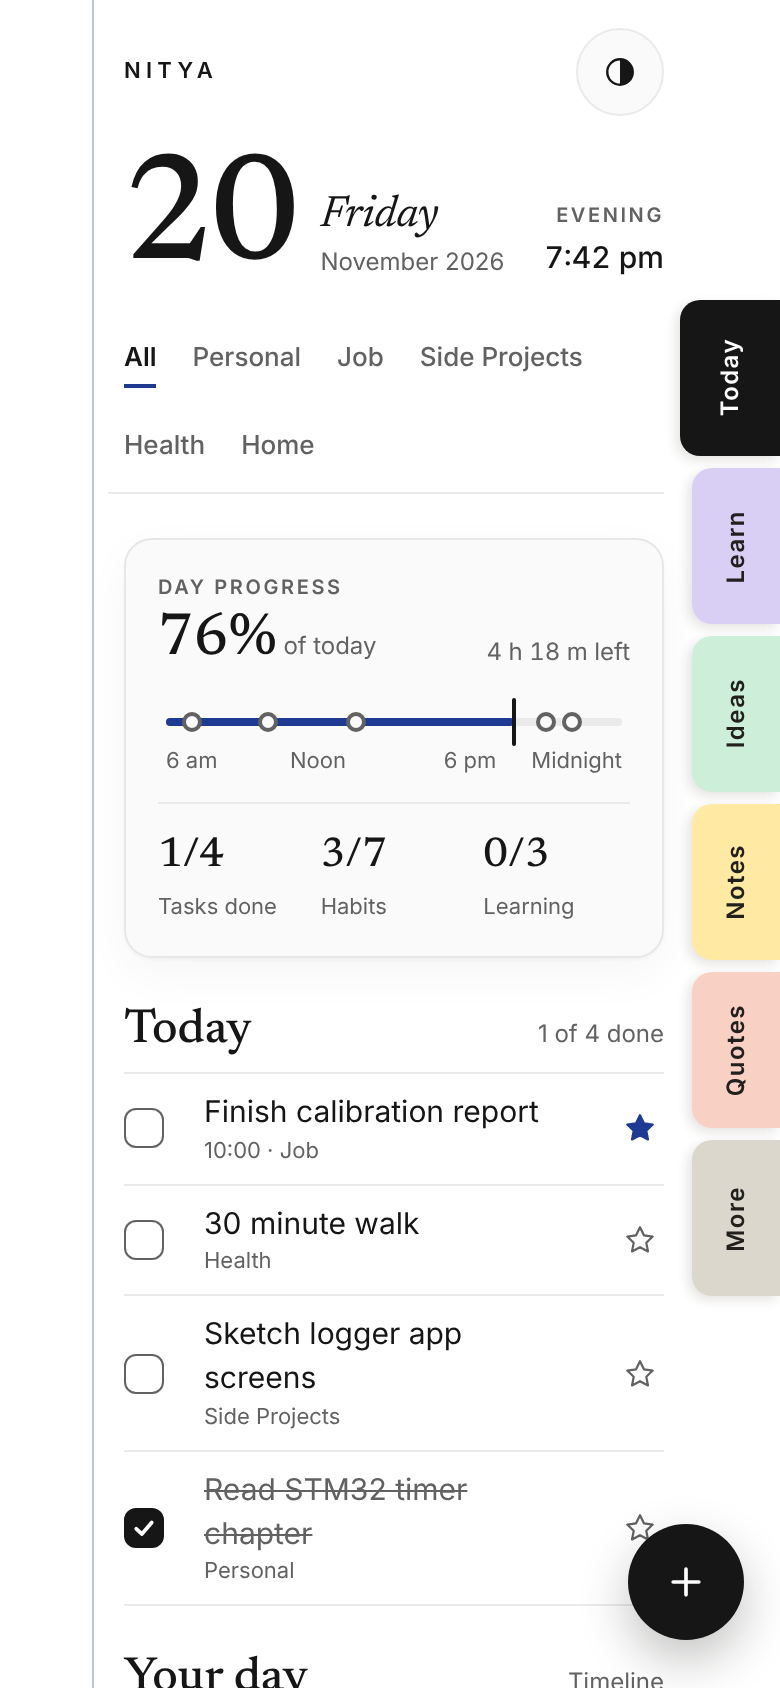 NITYA
20
Friday
November 2026
EVENING
7:42 pm
All Personal Job Side Projects
Health Home
DAY PROGRESS
76% of today
4 h 18 m left
6 am Noon 6 pm Midnight
1/4 3/7 0/3
Tasks done Habits Learning
Today
1 of 4 done
Finish calibration report
10:00 · Job
30 minute walk
Health
Sketch logger app
screens
Side Projects
Read STM32 timer
chapter
Personal
Your day
Timeline
Today
Learn
Ideas
Notes
Quotes
More